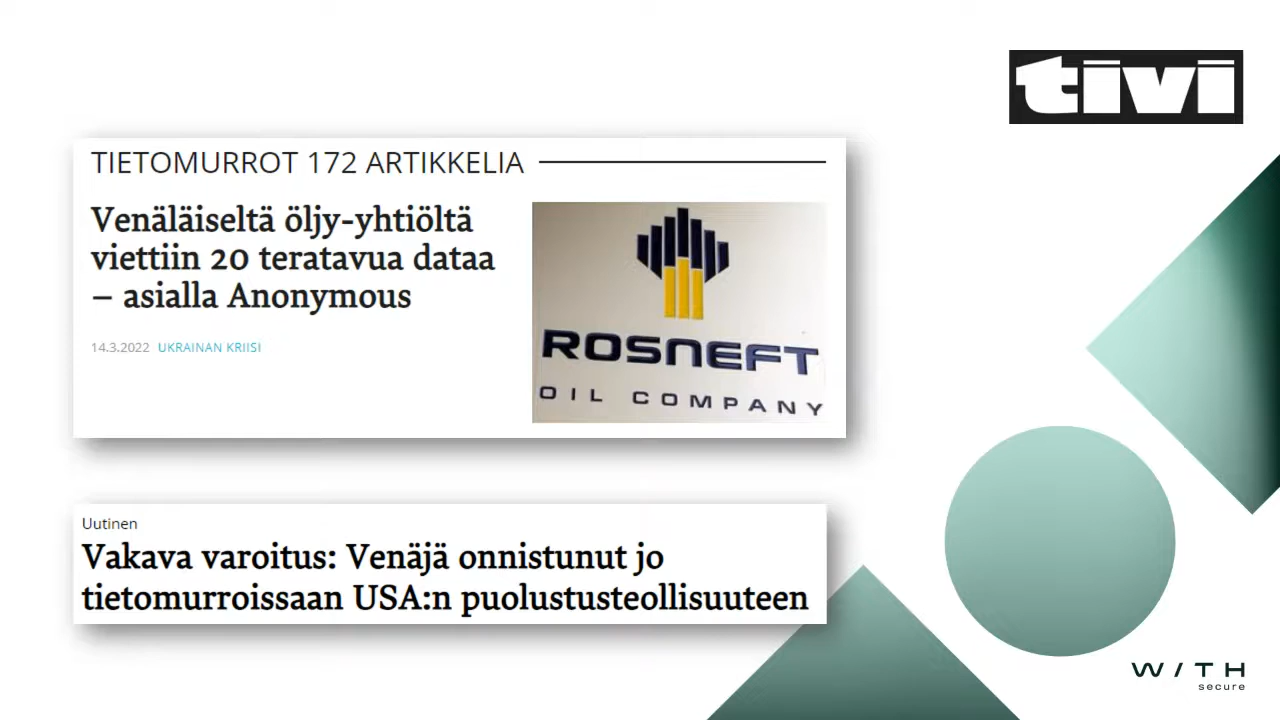 tivi
TIETOMURROT 172 ARTIKKELIA
Venäläiseltä öljy-yhtiöltä
viettiin 20 teratavua dataa
– asialla Anonymous
14.3.2022 UKRAINAN KRIISI
ROSNEFT
OIL COMPANY
Uutinen
Vakava varoitus: Venäjä onnistunut jo
tietomurroissaan USA:n puolustusteollisuuteen
W/TH
secure